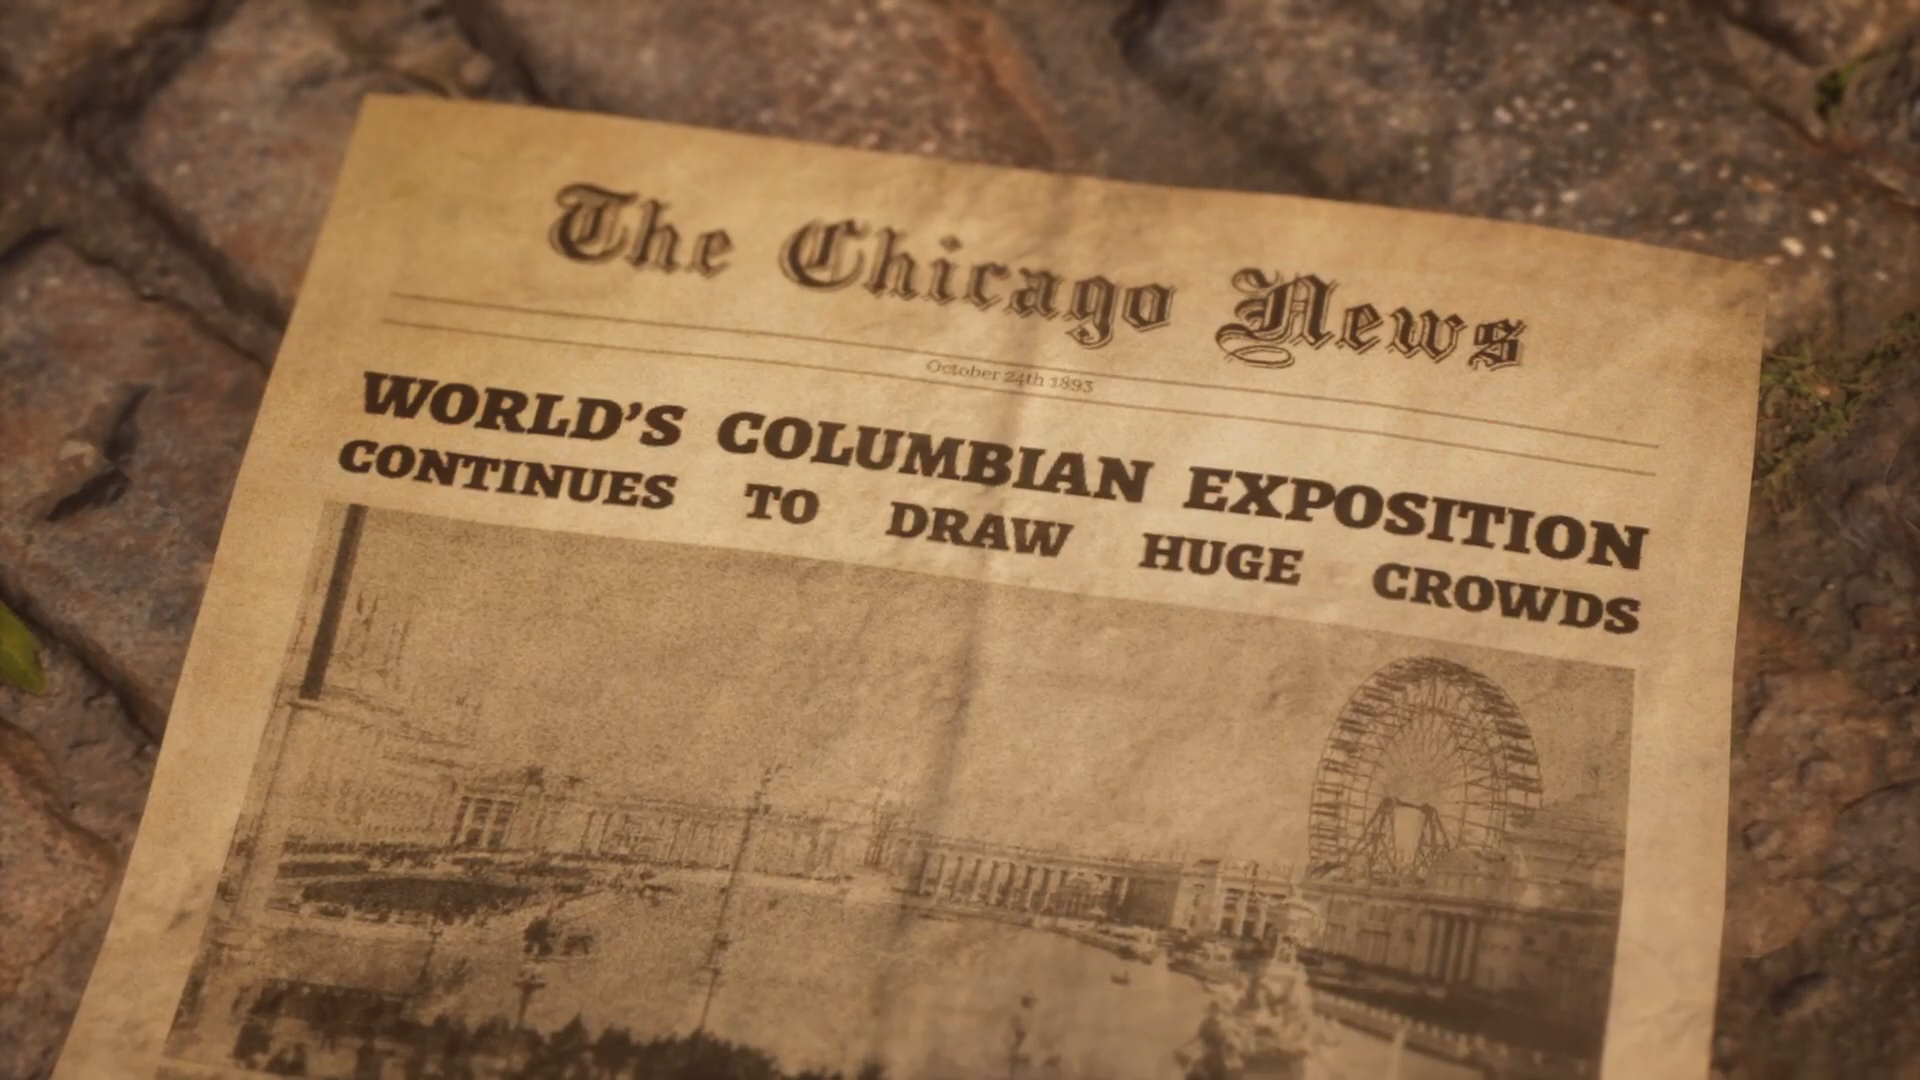 The Chicago News
October 24th 1893
WORLD'S COLUMBIAN EXPOSITION
CONTINUES TO DRAW HUGE CROWDS